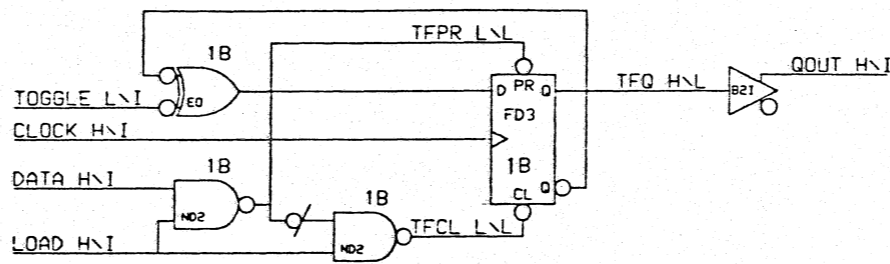 TFPR L\L
1B
PR
QOUT H\I
EO
D
Q
TFQ H\L
B2I
TOGGLE L\I
FD3
CLOCK H\I
1B
1B
DATA H\I
1B
Q
CL
ND2
TFCL L\L
LOAD H\I
ND2